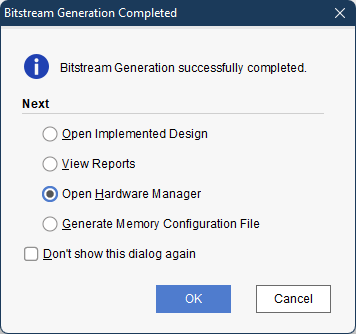 Bitstream Generation Completed
Bitstream Generation successfully completed.
Next
Open Implemented Design
View Reports
Open Hardware Manager
Generate Memory Configuration File
Don't show this dialog again
OK
Cancel